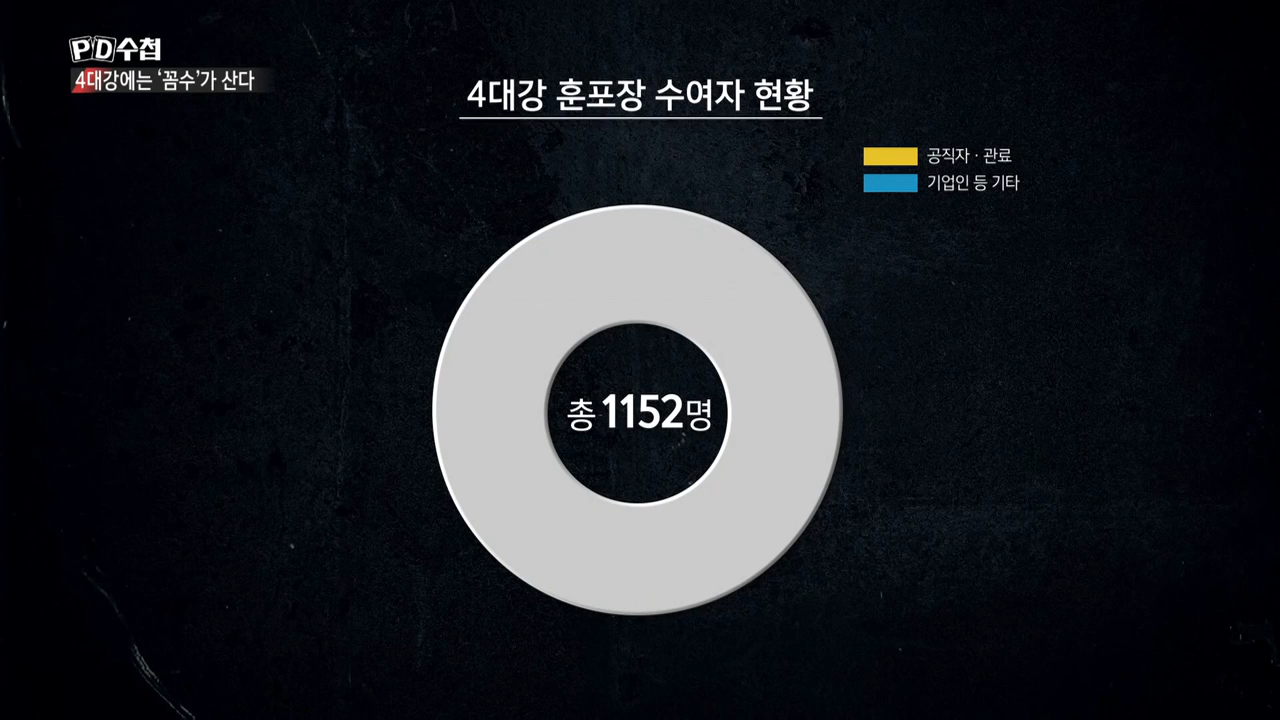 PD수첩
4대강에는 '꼼수'가 산다
4대강 훈포장 수여자 현황
공직자 · 관료
기업인 등 기타
총 1152명